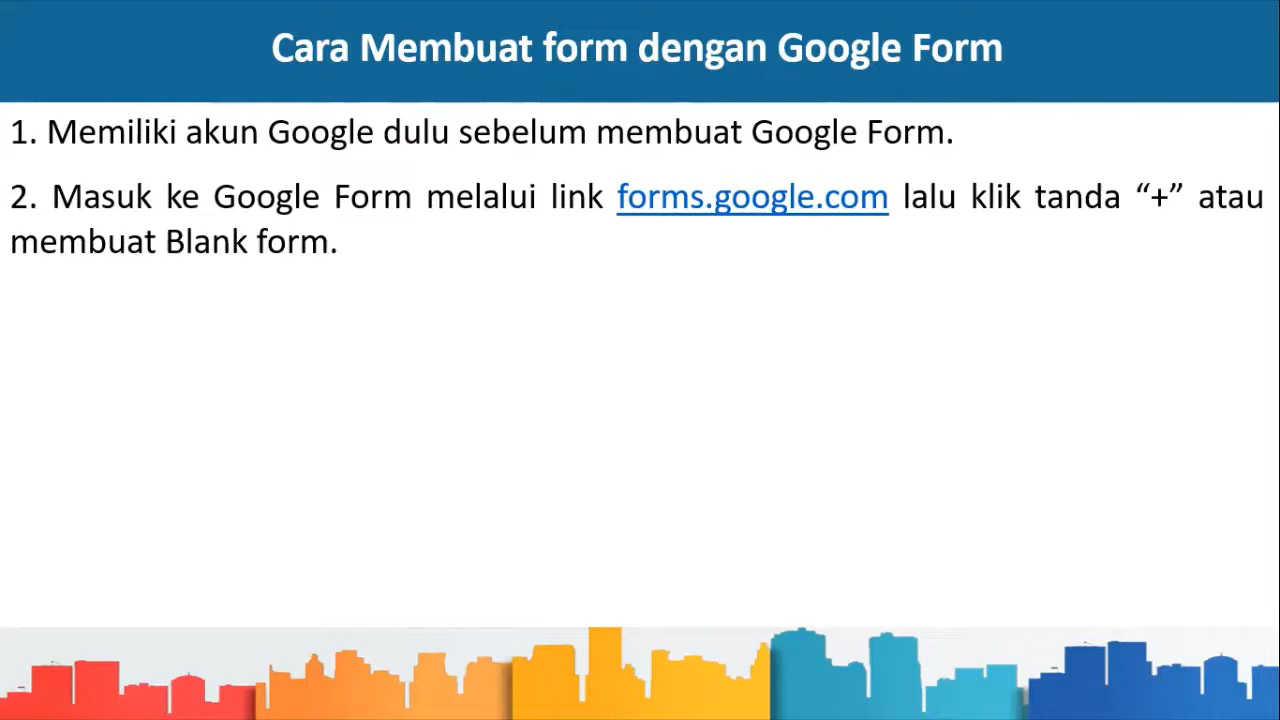 Cara Membuat form dengan Google Form
1. Memiliki akun Google dulu sebelum membuat Google Form.
2. Masuk ke Google Form melalui link forms.google.com lalu klik tanda “+” atau
membuat Blank form.